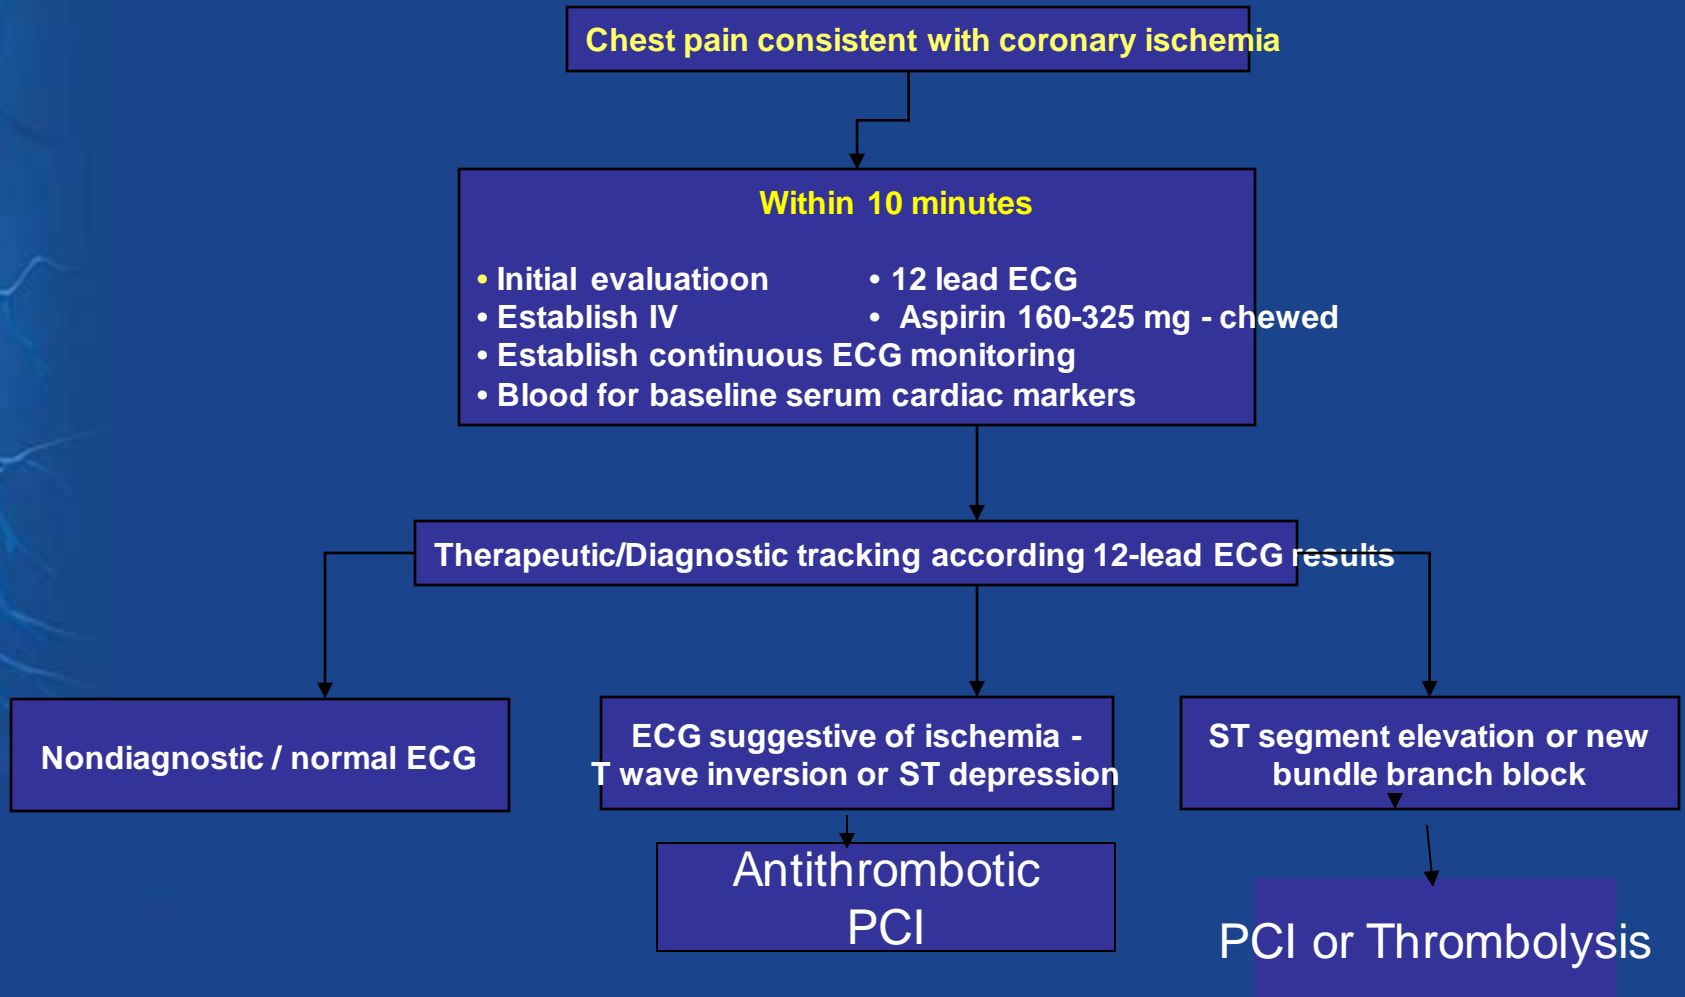 Chest pain consistent with coronary ischemia
Within 10 minutes
• Initial evaluatioon • 12 lead ECG
• Establish IV • Aspirin 160-325 mg - chewed
• Establish continuous ECG monitoring
• Blood for baseline serum cardiac markers
Therapeutic/Diagnostic tracking according 12-lead ECG results
Nondiagnostic / normal ECG
ECG suggestive of ischemia -
T wave inversion or ST depression
ST segment elevation or new
bundle branch block
Antithrombotic
PCI
PCI or Thrombolysis